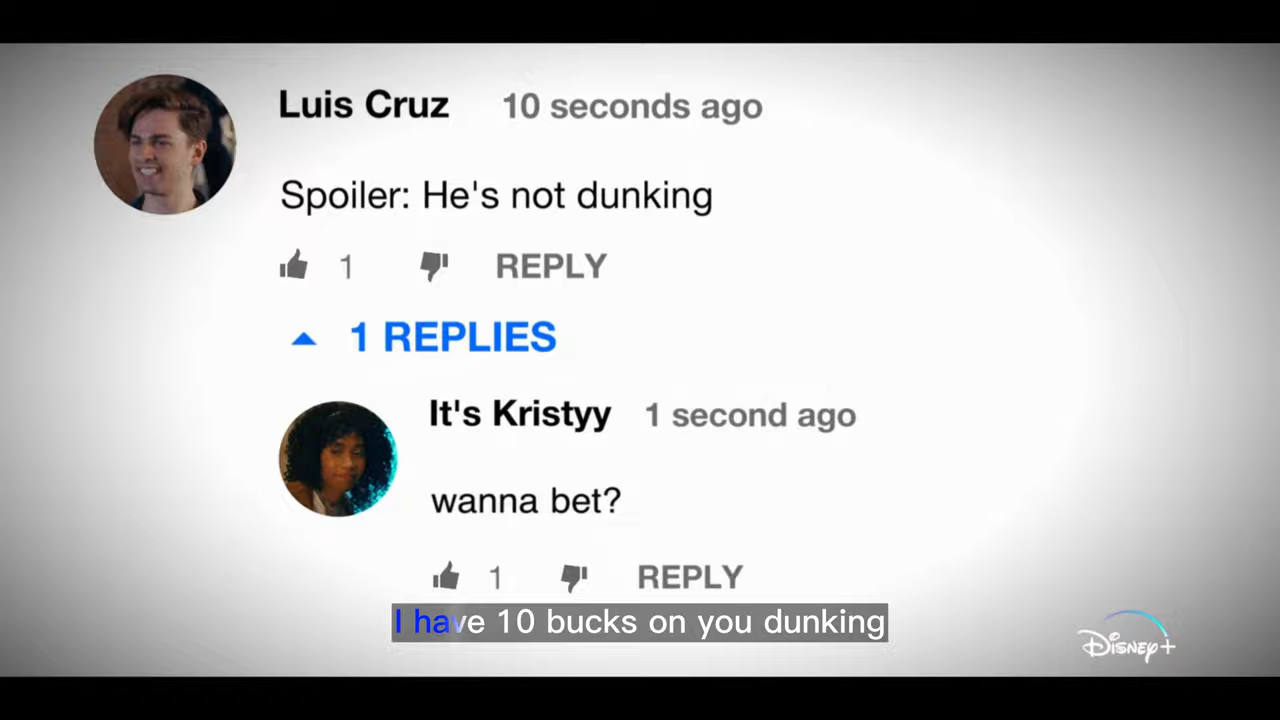 Luis Cruz 10 seconds ago
Spoiler: He's not dunking
1 REPLY
1 REPLIES
It's Kristyy 1 second ago
wanna bet?
1 REPLY
I have 10 bucks on you dunking
Disney+